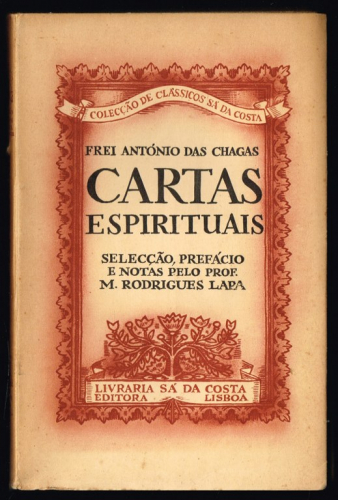 COLECÇÃO DE CLÁSSICOS SÁ DA COSTA
FREI ANTÓNIO DAS CHAGAS
CARTAS
ESPIRITUAIS
SELECÇÃO, PREFÁCIO
E NOTAS PELO PROF.
M. RODRIGUES LAPA
LIVRARIA SÁ DA COSTA
EDITORA LISBOA